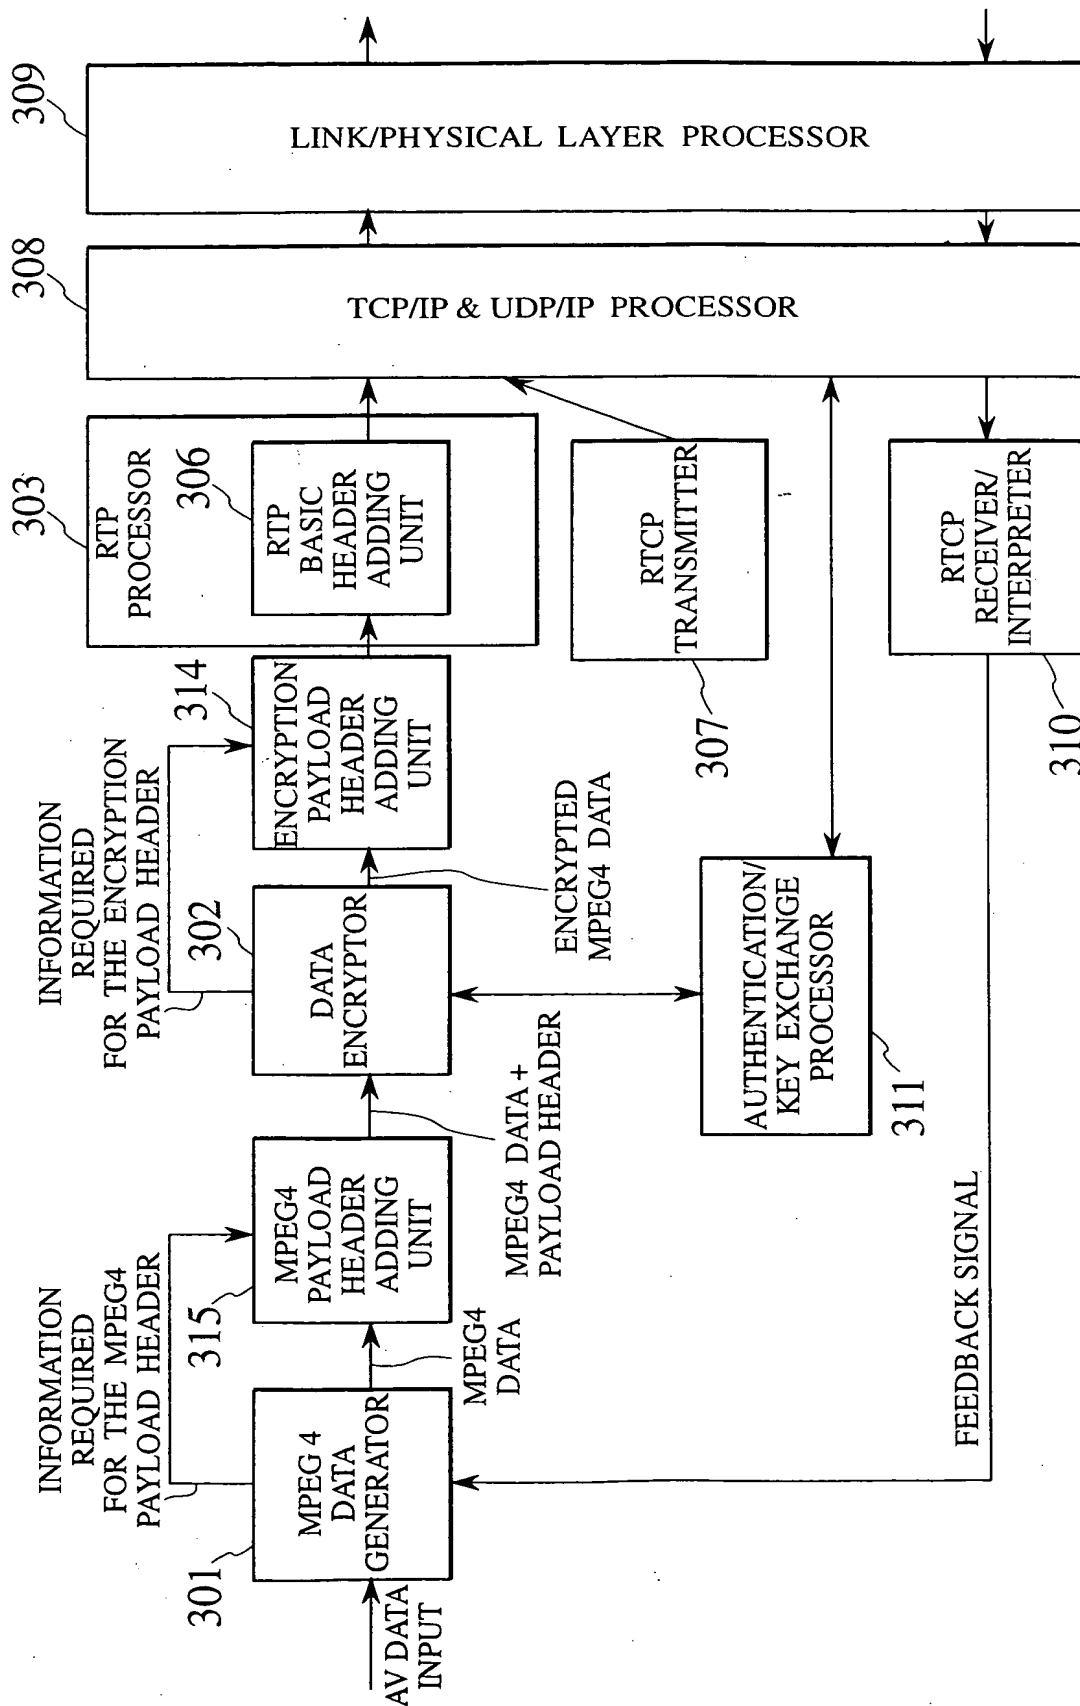 AV DATA
INPUT
301
MPEG 4
DATA
GENERATOR
INFORMATION
REQUIRED
FOR THE MPEG4
PAYLOAD HEADER
MPEG4
DATA
315
MPEG4
PAYLOAD
HEADER
ADDING
UNIT
MPEG4 DATA +
PAYLOAD HEADER
302
DATA
ENCRYPTOR
INFORMATION
REQUIRED
FOR THE ENCRYPTION
PAYLOAD HEADER
ENCRYPTED
MPEG4 DATA
314
ENCRYPTION
PAYLOAD
HEADER
ADDING
UNIT
303
RTP
PROCESSOR
306
RTP
BASIC
HEADER
ADDING
UNIT
308
TCP/IP & UDP/IP PROCESSOR
309
LINK/PHYSICAL LAYER PROCESSOR
RTCP
TRANSMITTER
307
AUTHENTICATION/
KEY EXCHANGE
PROCESSOR
311
RTCP
RECEIVER/
INTERPRETER
310
FEEDBACK SIGNAL